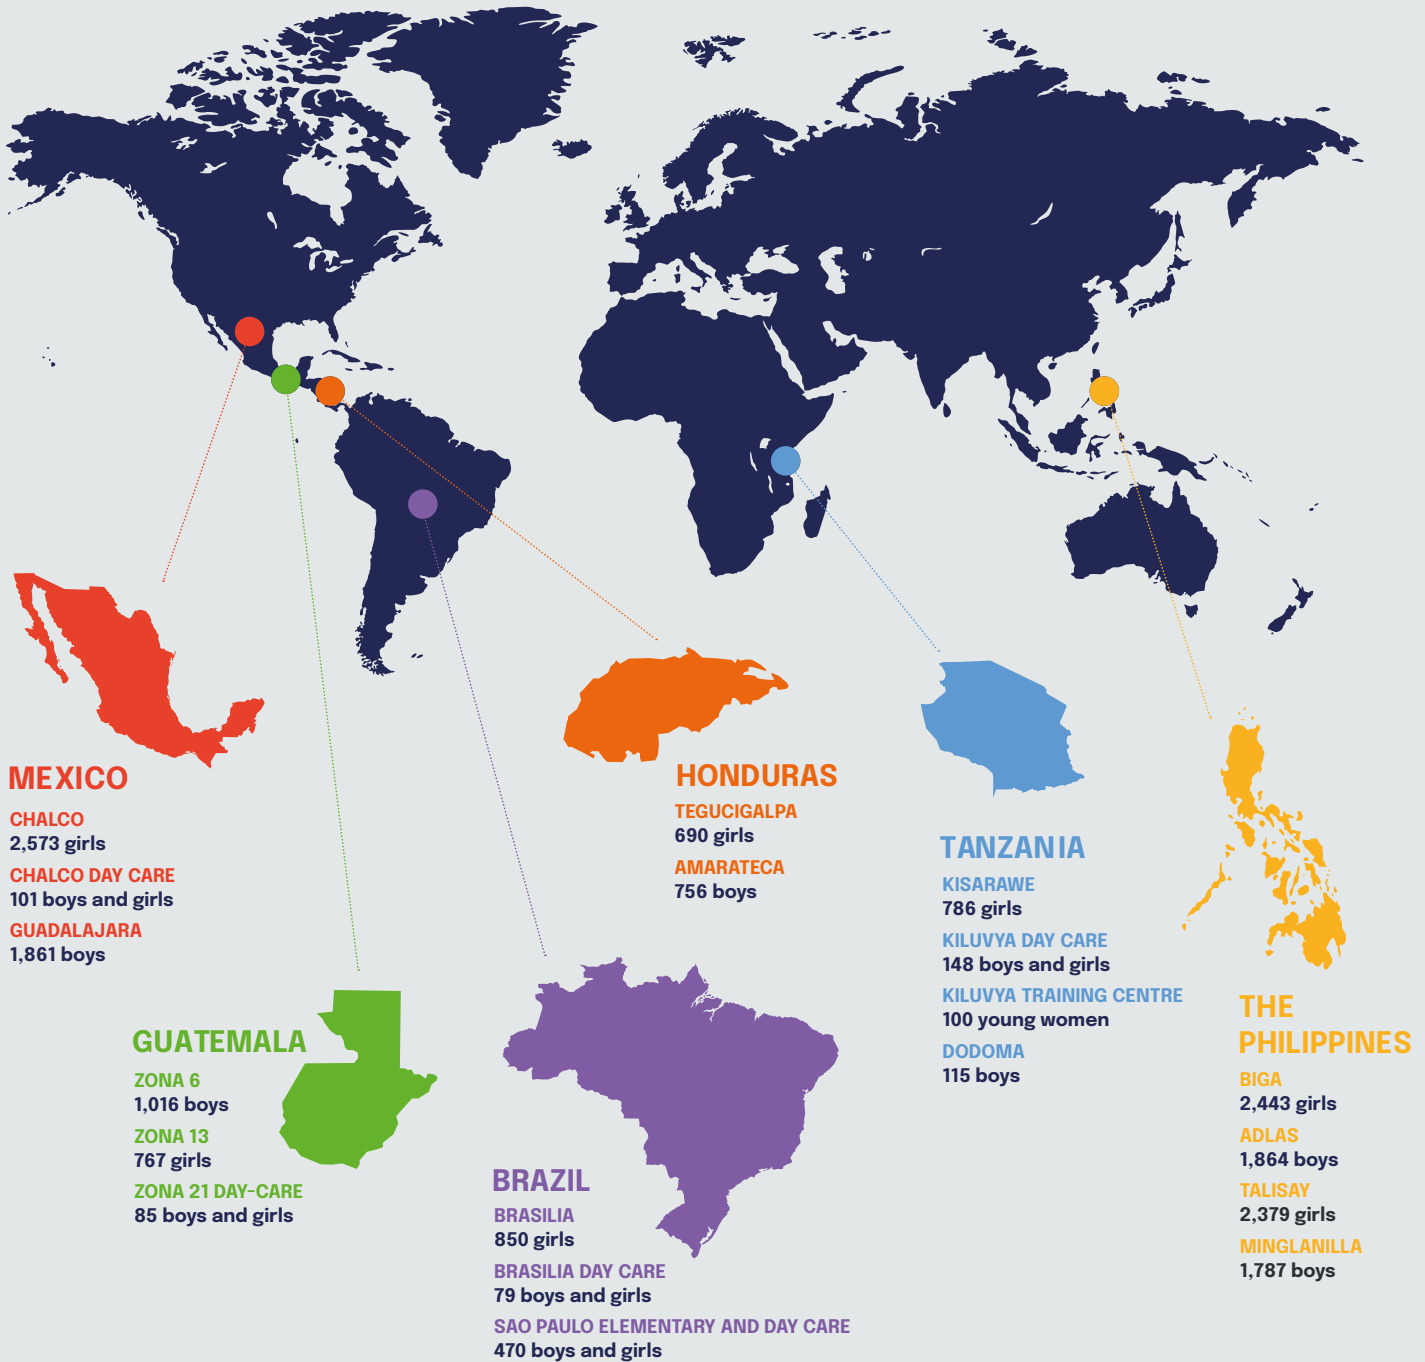 MEXICO
CHALCO
2,573 girls
CHALCO DAY CARE
101 boys and girls
GUADALAJARA
1,861 boys
GUATEMALA
ZONA 6
1,016 boys
ZONA 13
767 girls
ZONA 21 DAY-CARE
85 boys and girls
BRAZIL
BRASILIA
850 girls
BRASILIA DAY CARE
79 boys and girls
SAO PAULO ELEMENTARY AND DAY CARE
470 boys and girls
HONDURAS
TEGUCIGALPA
690 girls
AMARATECA
756 boys
TANZANIA
KISARAWE
786 girls
KILUVYA DAY CARE
148 boys and girls
KILUVYA TRAINING CENTRE
100 young women
DODOMA
115 boys
THE
PHILIPPINES
BIGA
2,443 girls
ADLAS
1,864 boys
TALISAY
2,379 girls
MINGLANILLA
1,787 boys